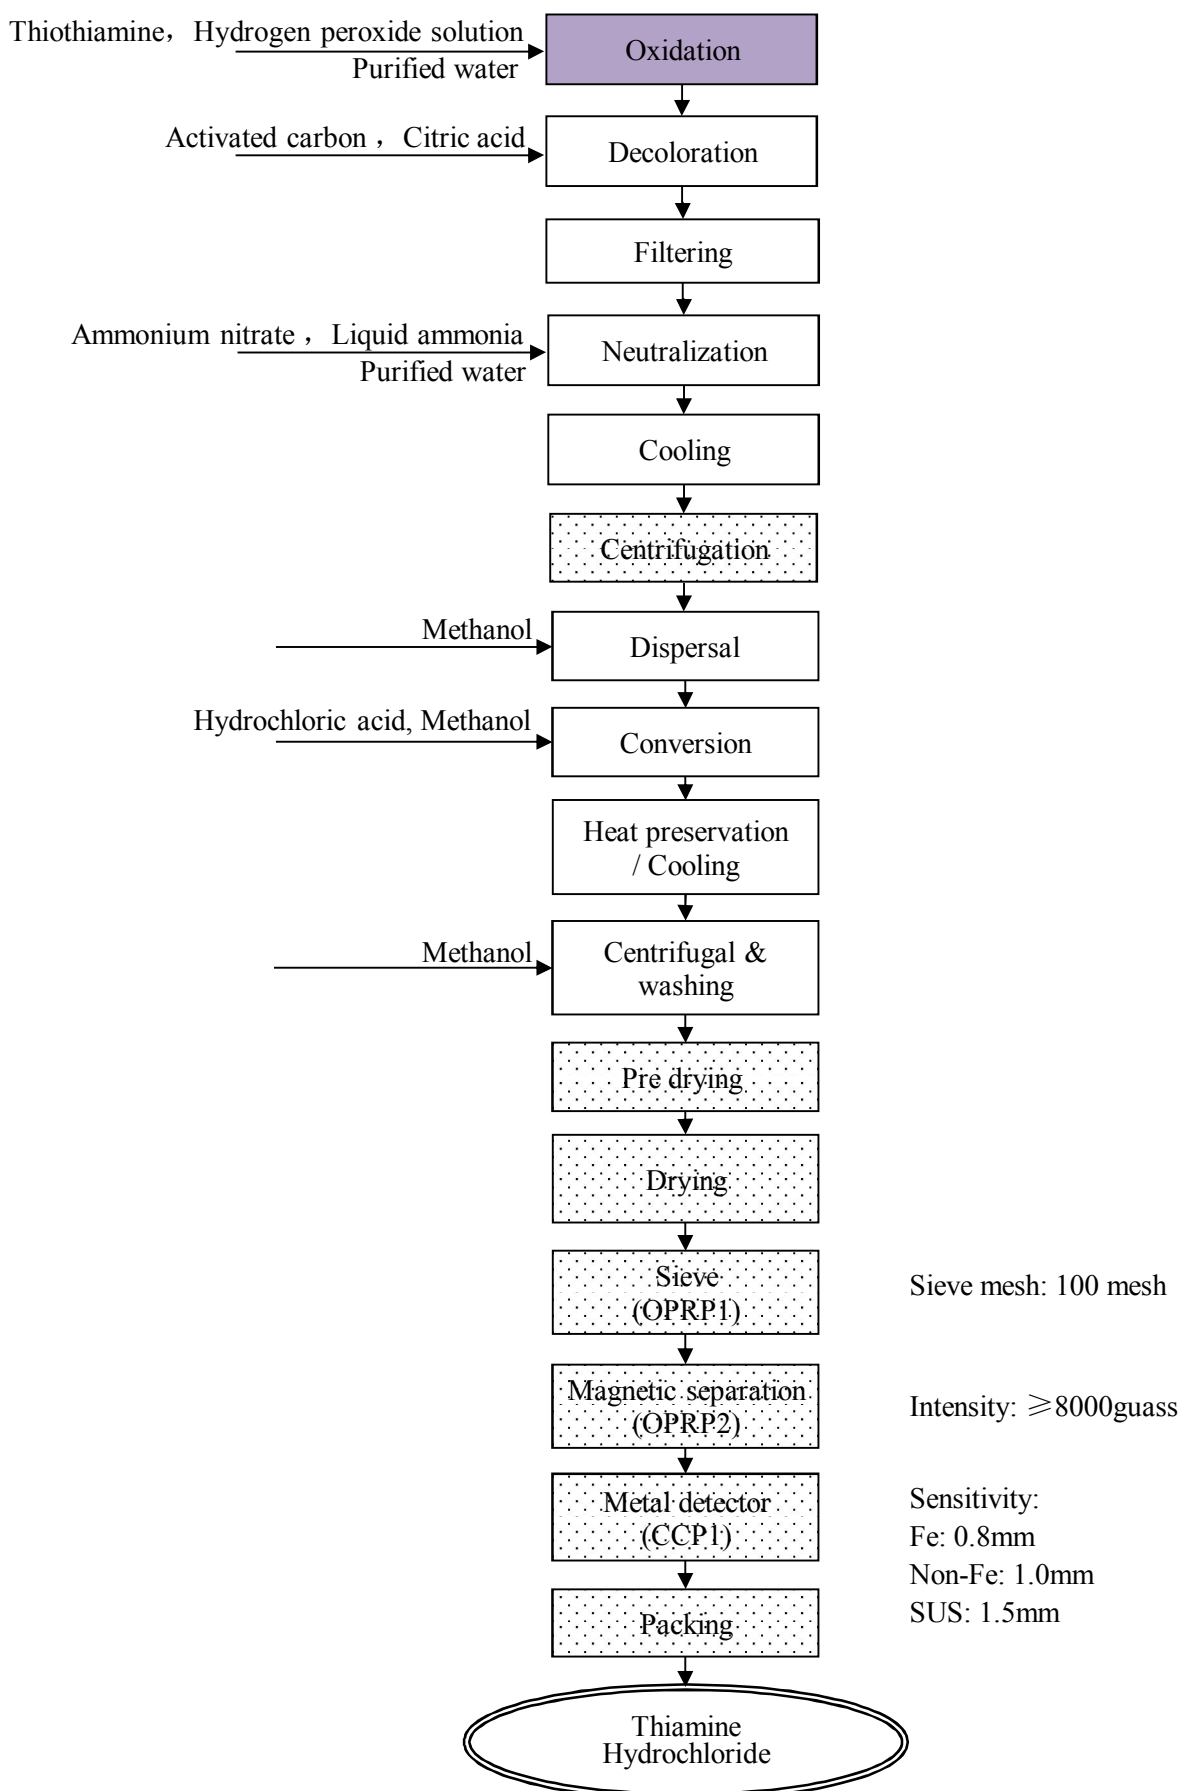 Thiothiamine，Hydrogen peroxide solution
Purified water
Oxidation
Activated carbon，Citric acid
Decoloration
Filtering
Ammonium nitrate，Liquid ammonia
Purified water
Neutralization
Cooling
Centrifugation
Methanol
Dispersal
Hydrochloric acid, Methanol
Conversion
Heat preservation
/ Cooling
Methanol
Centrifugal &
washing
Pre drying
Drying
Sieve
(OPRP1)
Sieve mesh: 100 mesh
Magnetic separation
(OPRP2)
Intensity: ≥8000guass
Metal detector
(CCP1)
Sensitivity:
Fe: 0.8mm
Non-Fe: 1.0mm
SUS: 1.5mm
Packing
Thiamine
Hydrochloride